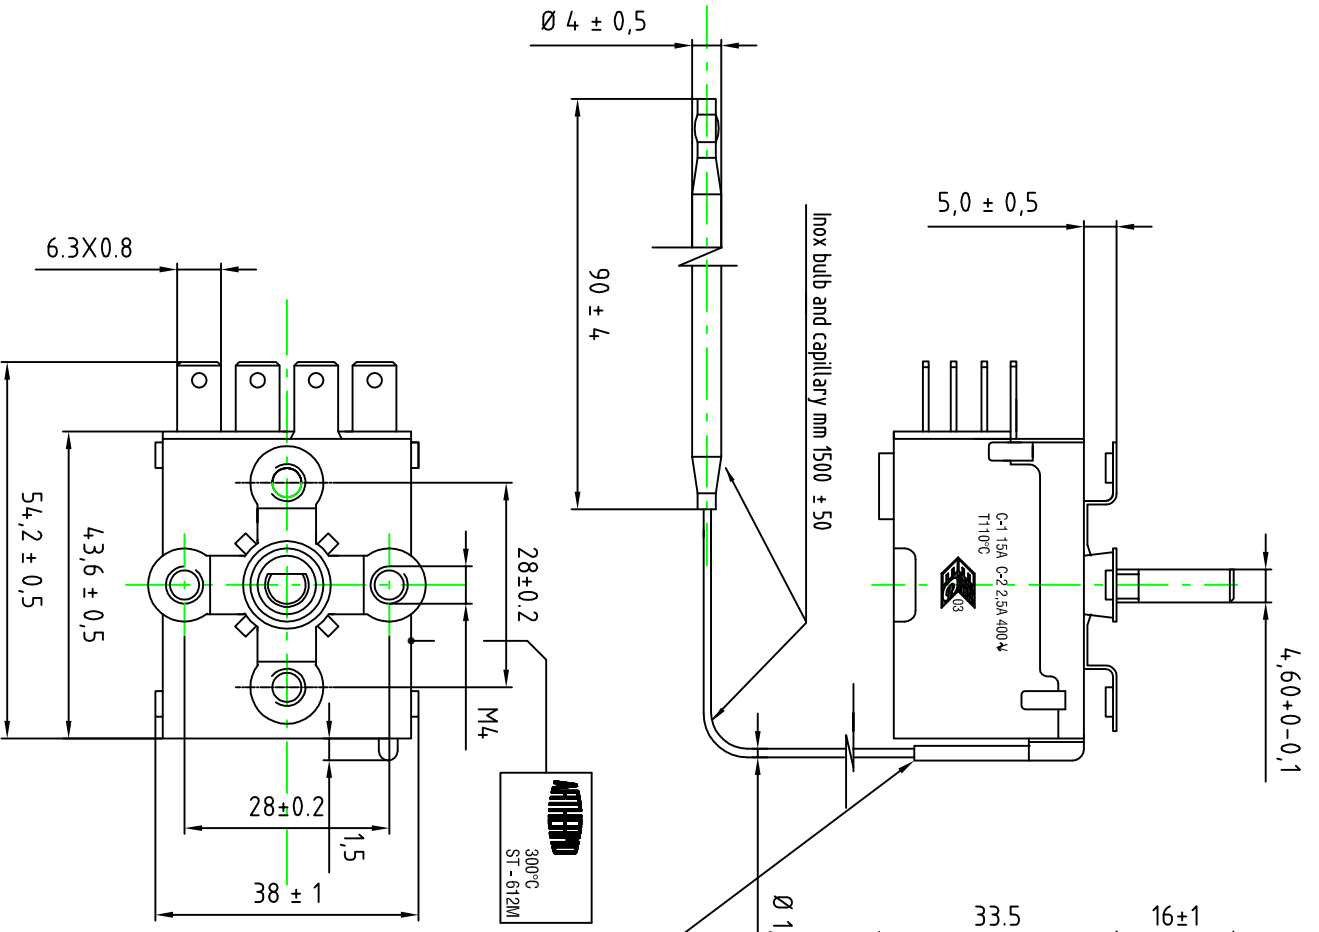 Ø 4 ± 0,5
5,0 ± 0,5
6.3X0.8
90 ± 4
Inox bulb and capillary mm 1500 ± 50
C-1 15A C-2 2,5A 400V
T110°C
03
4,60+0-0,1
54,2 ± 0,5
43,6 ± 0,5
28±0.2
M4
28±0.2
1,5
38 ± 1
300°C
ST - 612M
Ø 1,
33.5
16±1